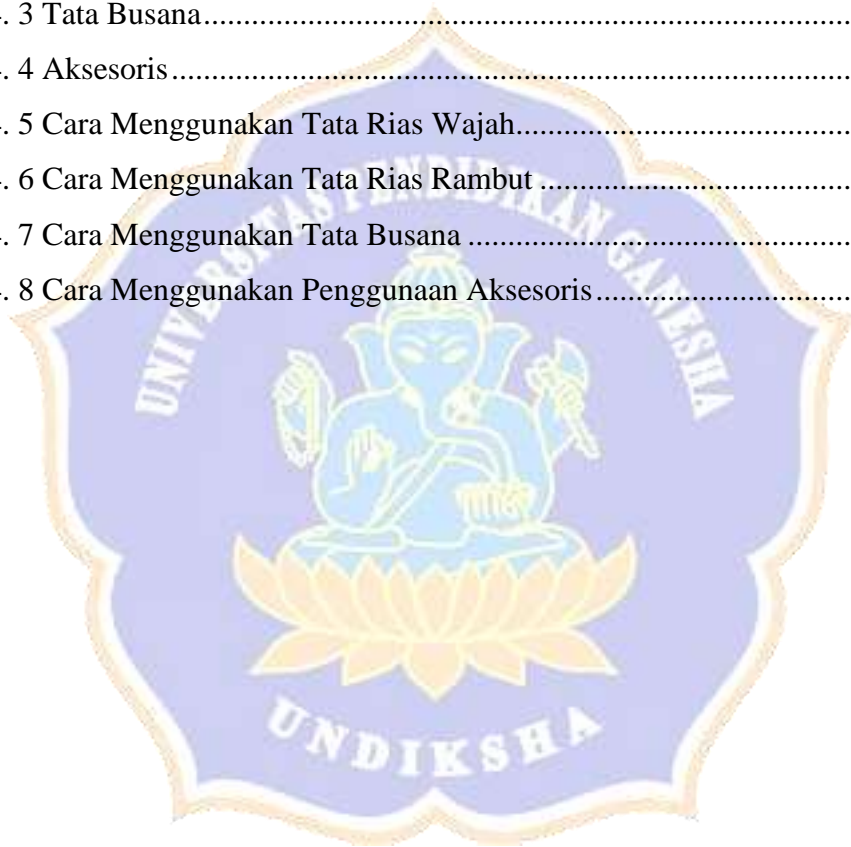 . 3 Tata Busana................................................................................
. 4 Aksesoris....................................................................................
. 5 Cara Menggunakan Tata Rias Wajah..........................................
. 6 Cara Menggunakan Tata Rias Rambut .......................................
. 7 Cara Menggunakan Tata Busana ................................................
. 8 Cara Menggunakan Penggunaan Aksesoris................................
UNIVERSITAS PENDIDIKAN GANESHA
UNDIKSHA